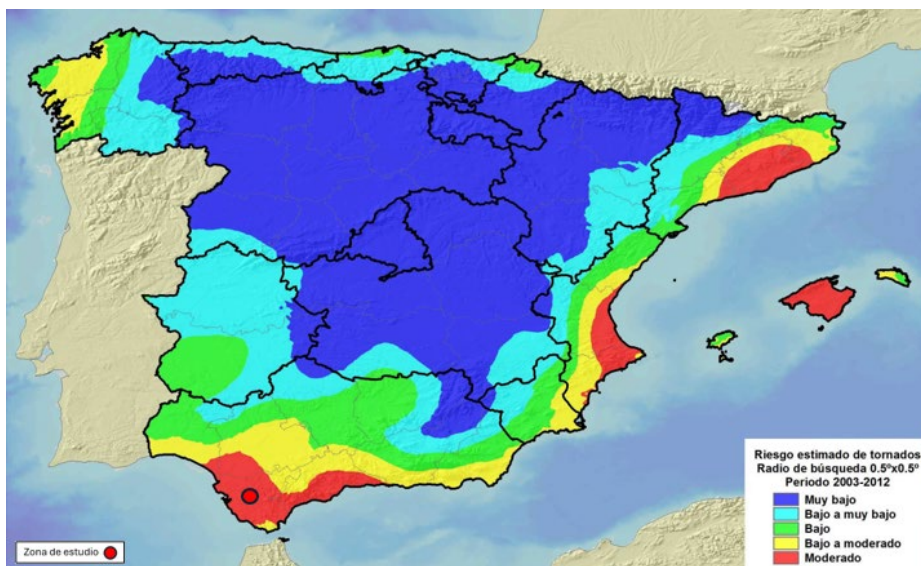 Riesgo estimado de tornados
Radio de búsqueda 0.5ºx0.5º
Periodo 2003-2012
Muy bajo
Bajo a muy bajo
Bajo
Bajo a moderado
Moderado
Zona de estudio